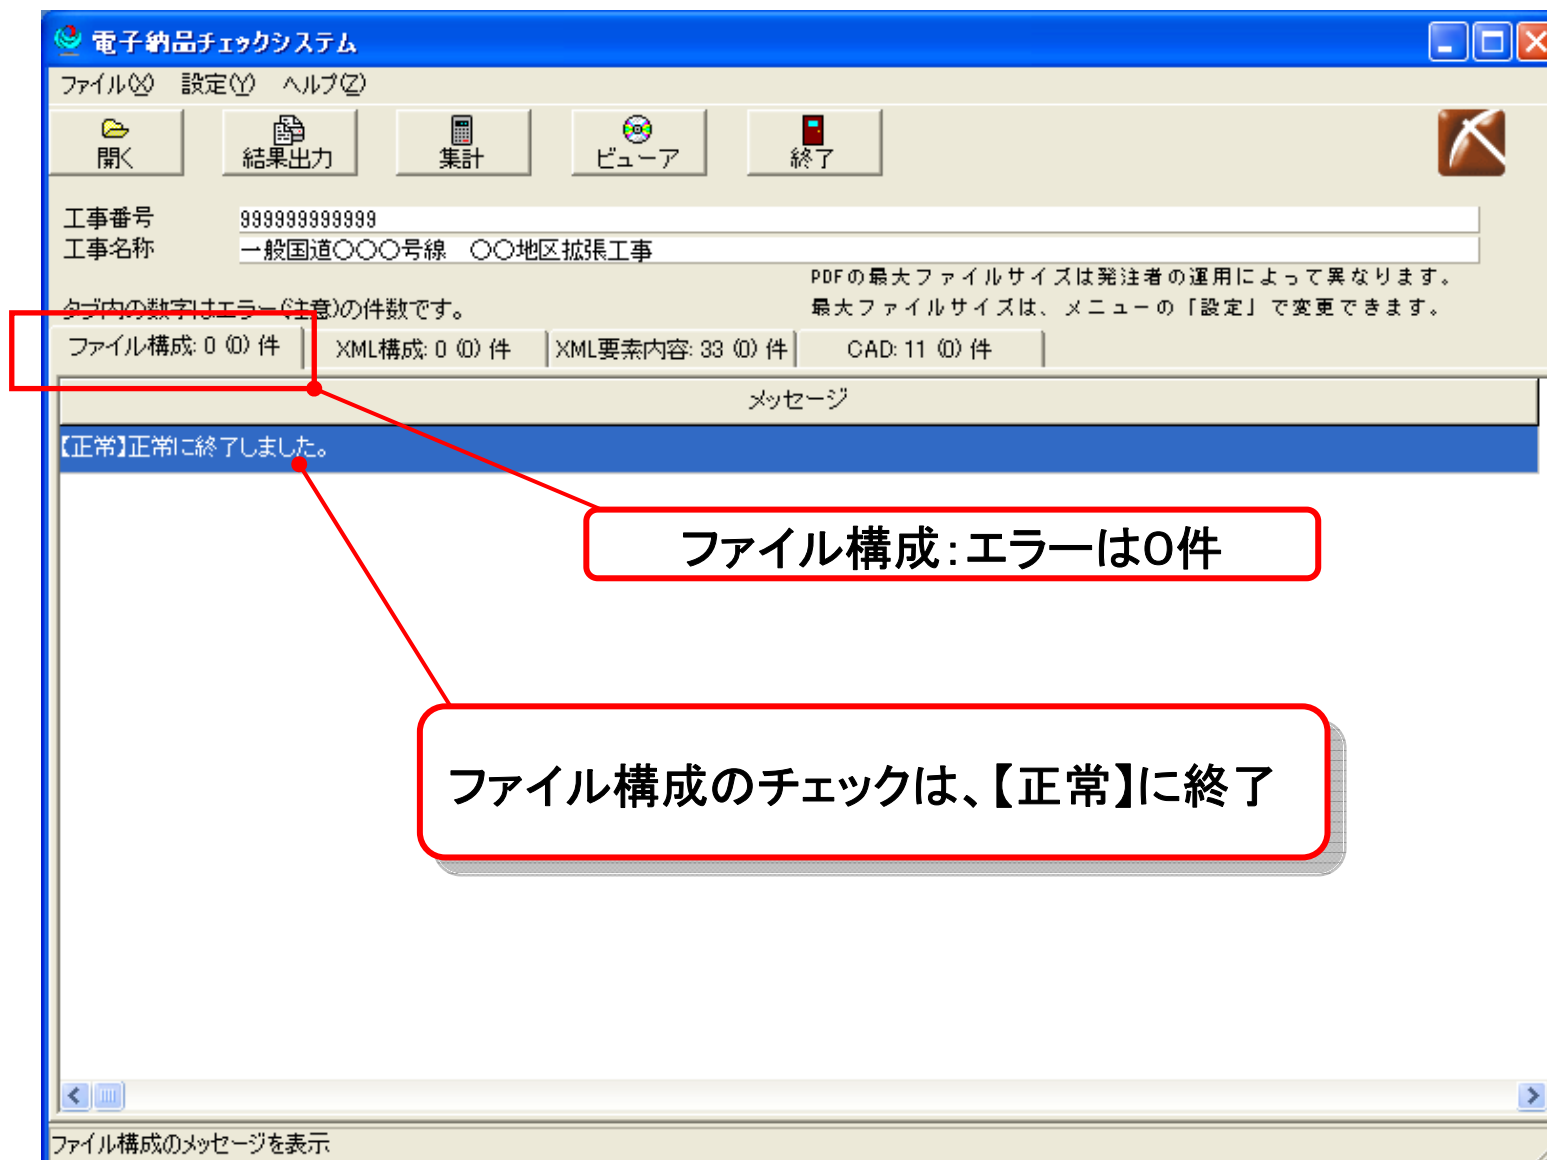 電子納品チェックシステム
ファイル(X) 設定(Y) ヘルプ(Z)
開く 結果出力 集計 ビューア 終了
工事番号 999999999999
工事名称 一般国道〇〇〇号線 〇〇地区拡張工事
PDFの最大ファイルサイズは発注者の運用によって異なります。
タブ内の数字はエラー(注意)の件数です。 最大ファイルサイズは、メニューの「設定」で変更できます。
ファイル構成: 0 (0) 件 XML構成: 0 (0) 件 XML要素内容: 33 (0) 件 CAD: 11 (0) 件
メッセージ
【正常】正常に終了しました。
ファイル構成：エラーは0件
ファイル構成のチェックは、【正常】に終了
ファイル構成のメッセージを表示